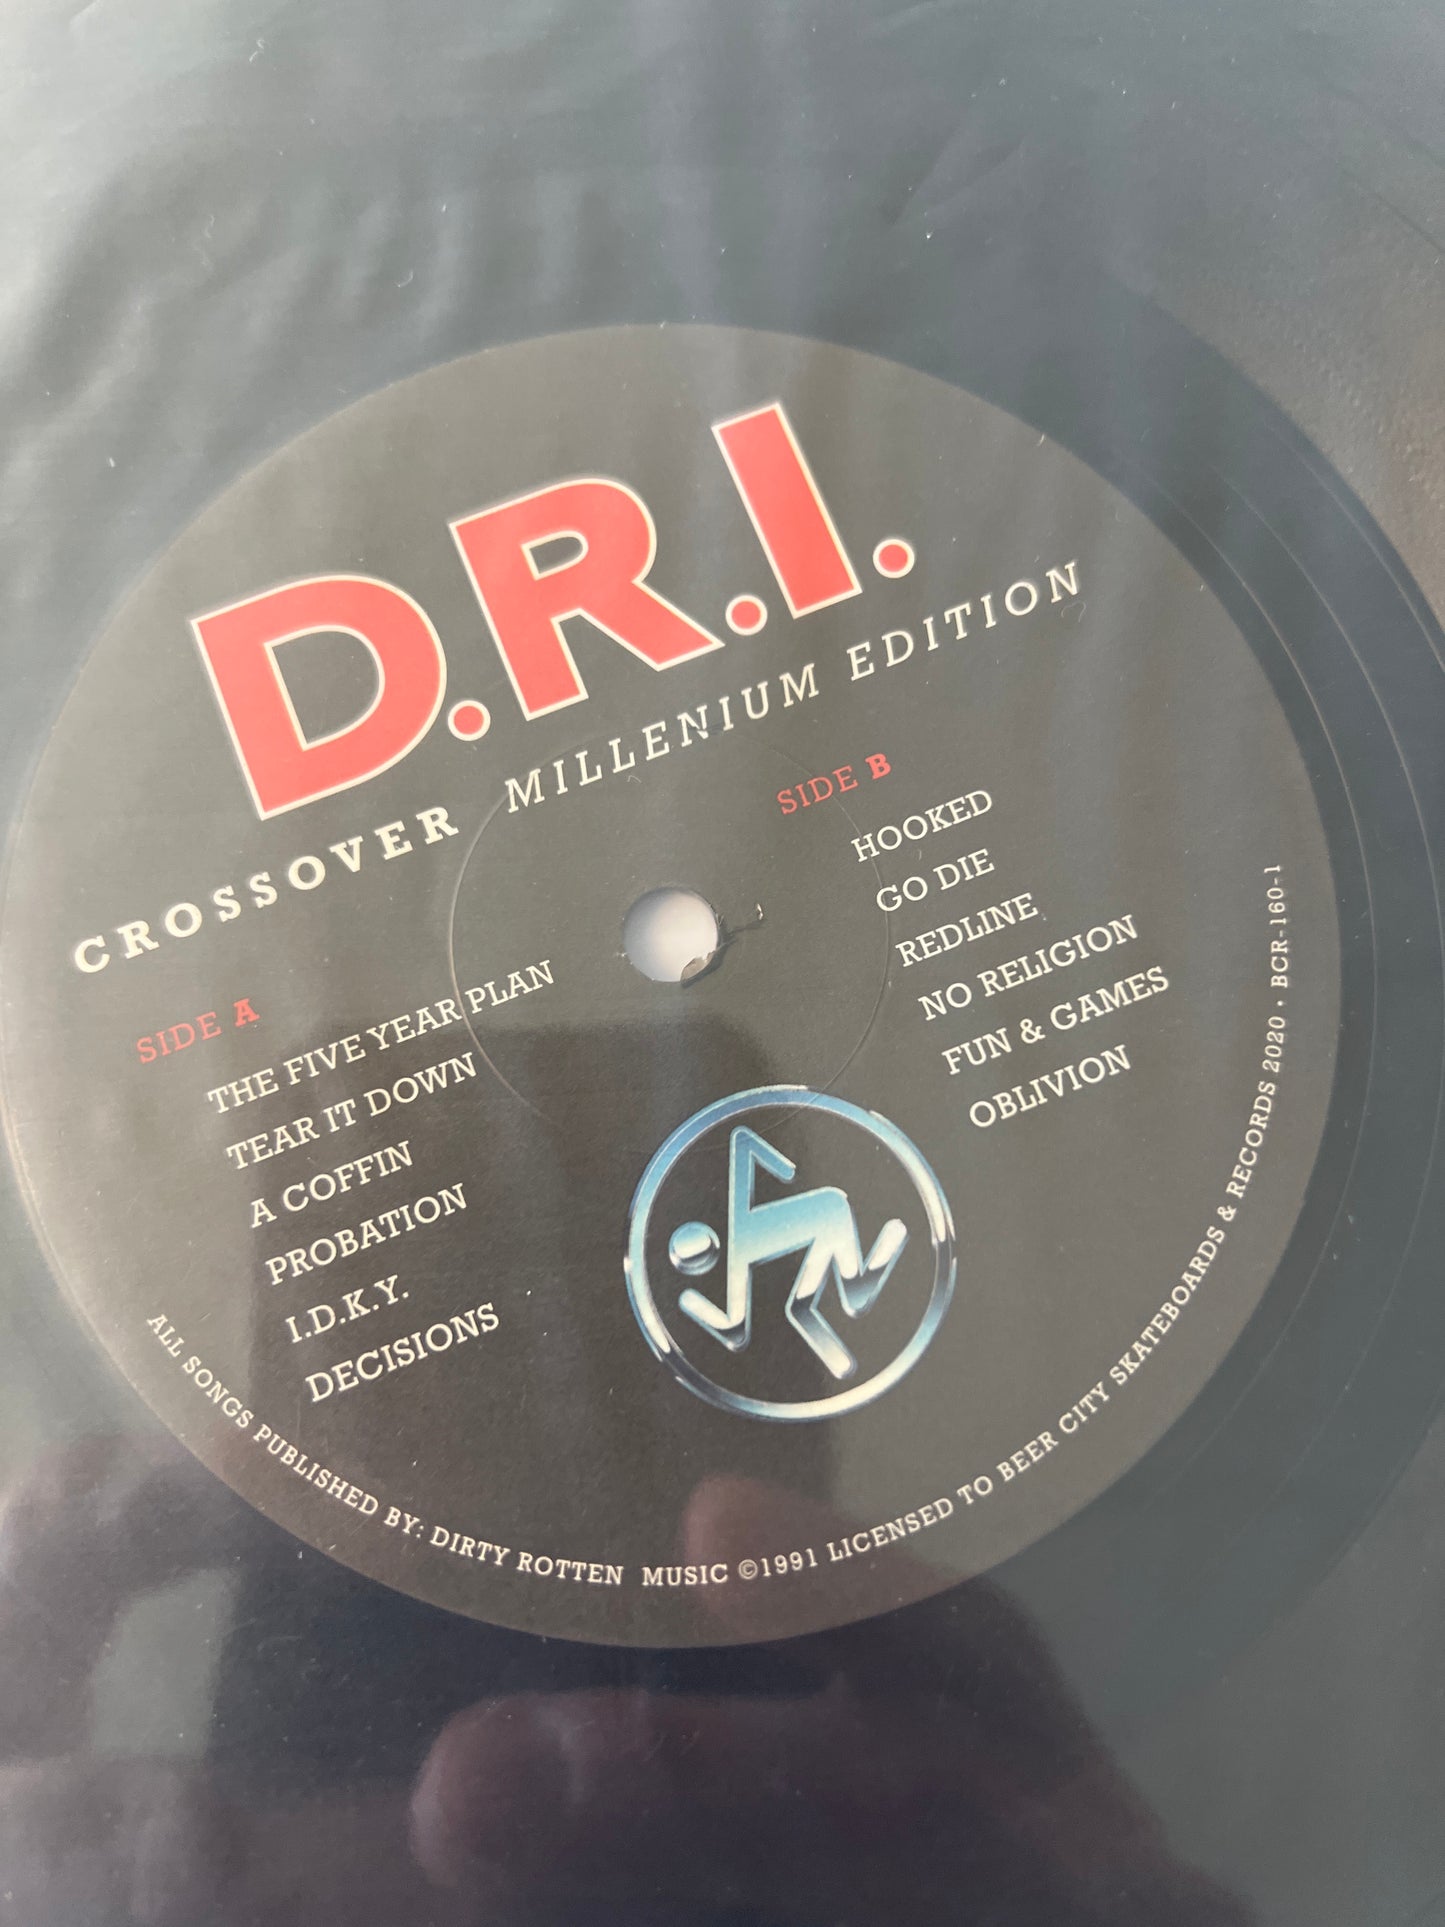 D.R.I.
CROSSOVER MILLENIUM EDITION
SIDE A
THE FIVE YEAR PLAN
TEAR IT DOWN
A COFFIN
PROBATION
I.D.K.Y.
DECISIONS
SIDE B
HOOKED
GO DIE
REDLINE
NO RELIGION
FUN & GAMES
OBLIVION
ALL SONGS PUBLISHED BY: DIRTY ROTTEN MUSIC ©1991 LICENSED TO BEER CITY SKATEBOARDS & RECORDS 2020 • BCR-160-1